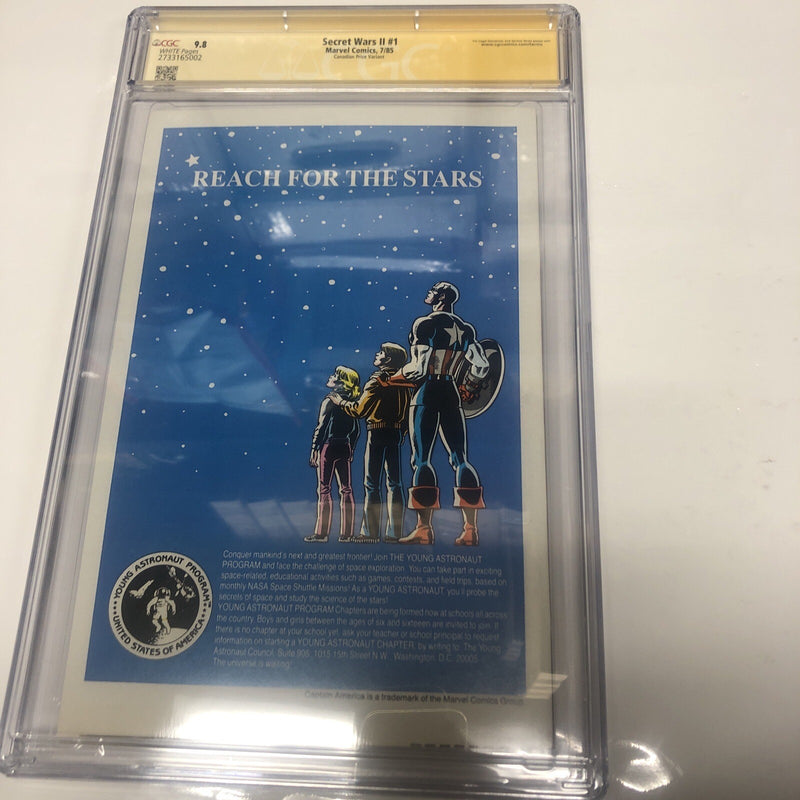 CGC 9.8
WHITE Pages
2733165002
Secret Wars II #1
Marvel Comics, 7/85
Canadian Price Variant
REACH FOR THE STARS
Conquer mankind's next and greatest frontier! Join THE YOUNG ASTRONAUT
PROGRAM and face the challenge of space exploration. You can take part in exciting
space-related, educational activities such as games, contests, and field trips, based on
monthly NASA Space Shuttle Missions! As a YOUNG ASTRONAUT, you'll probe the
secrets of space and study the science of the stars!
YOUNG ASTRONAUT PROGRAM Chapters are being formed now at schools all across
the country. Boys and girls between the ages of six and sixteen are invited to join. If
there is no chapter of your school yet, ask your teacher or school principal to request
information on starting a YOUNG ASTRONAUT CHAPTER, by writing to: The Young
Astronaut Council, Suite 906, 1015 15th Street N.W., Washington, D.C. 20005
The universe is waiting!
YOUNG ASTRONAUT PROGRAM
UNITED STATES OF AMERICA
Captain America is a trademark of the Marvel Comics Group